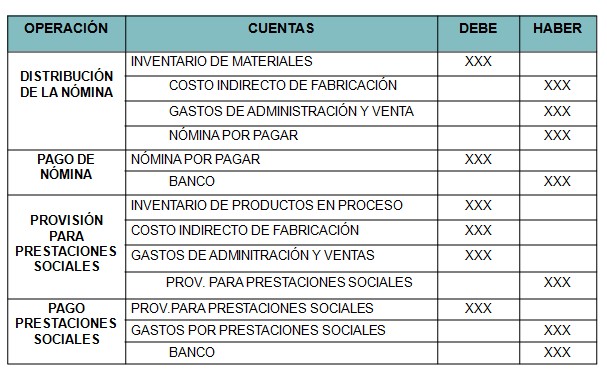 OPERACIÓN CUENTAS DEBE HABER
DISTRIBUCIÓN DE LA NÓMINA
INVENTARIO DE MATERIALES XXX
COSTO INDIRECTO DE FABRICACIÓN XXX
GASTOS DE ADMINISTRACIÓN Y VENTA XXX
NÓMINA POR PAGAR XXX
PAGO DE NÓMINA
NÓMINA POR PAGAR XXX
BANCO XXX
PROVISIÓN PARA PRESTACIONES SOCIALES
INVENTARIO DE PRODUCTOS EN PROCESO XXX
COSTO INDIRECTO DE FABRICACIÓN XXX
GASTOS DE ADMINITRACIÓN Y VENTAS XXX
PROV. PARA PRESTACIONES SOCIALES XXX
PAGO PRESTACIONES SOCIALES
PROV.PARA PRESTACIONES SOCIALES XXX
GASTOS POR PRESTACIONES SOCIALES XXX
BANCO XXX